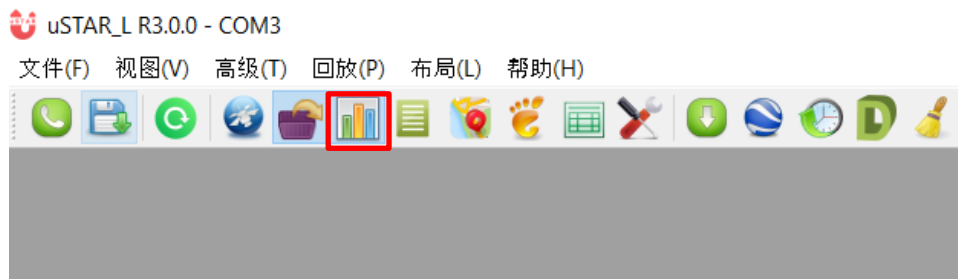 uSTAR_L R3.0.0 - COM3
文件(F) 视图(V) 高级(T) 回放(P) 布局(L) 帮助(H)